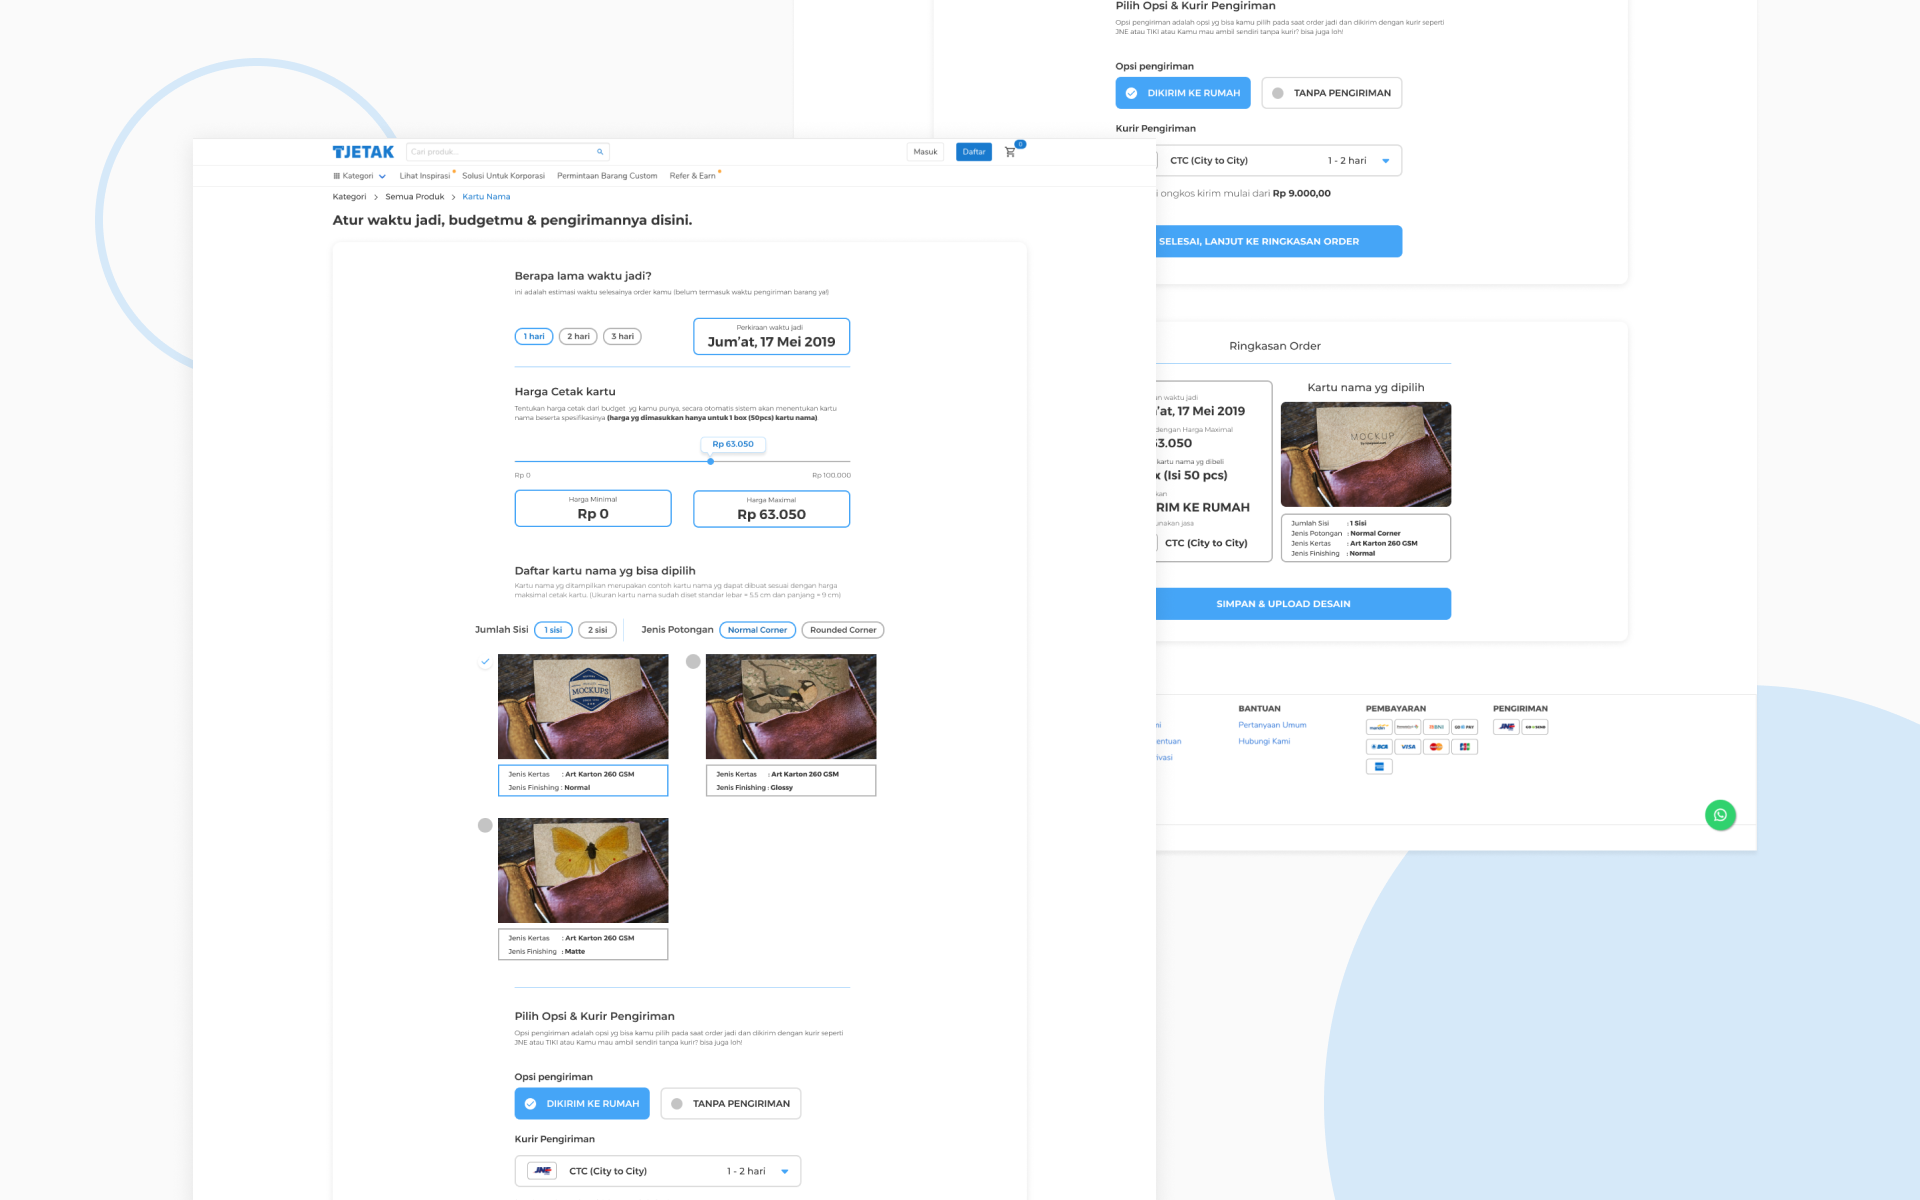 TJETAK
Cari produk...
Masuk
Daftar
0
Kategori
Lihat Inspirasi
Solusi Untuk Korporasi
Permintaan Barang Custom
Refer & Earn
Kategori > Semua Produk > Kartu Nama
Atur waktu jadi, budgetmu & pengirimannya disini.
Berapa lama waktu jadi?
ini adalah estimasi waktu selesainya order kamu (belum termasuk waktu pengiriman barang ya!)
1 hari
2 hari
3 hari
Perkiraan waktu jadi
Jum'at, 17 Mei 2019
Harga Cetak kartu
Tentukan harga cetak dari budget yg kamu punya, secara otomatis sistem akan menentukan kartu
nama beserta spesifikasinya (harga yg dimasukkan hanya untuk 1 box (50pcs) kartu nama)
Rp 63.050
Rp 0
Rp 100.000
Harga Minimal
Rp 0
Harga Maximal
Rp 63.050
Daftar kartu nama yg bisa dipilih
Kartu nama yg ditampilkan merupakan contoh kartu nama yg dapat dibuat sesuai dengan harga
maksimal cetak kartu. (Ukuran kartu nama sudah diset standar lebar = 5.5 cm dan panjang = 9 cm)
Jumlah Sisi
1 sisi
2 sisi
Jenis Potongan
Normal Corner
Rounded Corner
MOCKUPS
Jenis Kertas : Art Karton 260 GSM
Jenis Finishing : Normal
Jenis Kertas : Art Karton 260 GSM
Jenis Finishing : Glossy
Jenis Kertas : Art Karton 260 GSM
Jenis Finishing : Matte
Pilih Opsi & Kurir Pengiriman
Opsi pengiriman adalah opsi yg bisa kamu pilih pada saat order jadi dan dikirim dengan kurir seperti
JNE atau TIKI atau Kamu mau ambil sendiri tanpa kurir? bisa juga loh!
Opsi pengiriman
DIKIRIM KE RUMAH
TANPA PENGIRIMAN
Kurir Pengiriman
JNE
CTC (City to City)
1 - 2 hari
Pilih Opsi & Kurir Pengiriman
Opsi pengiriman adalah opsi yg bisa kamu pilih pada saat order jadi dan dikirim dengan kurir seperti
JNE atau TIKI atau Kamu mau ambil sendiri tanpa kurir? bisa juga loh!
Opsi pengiriman
DIKIRIM KE RUMAH
TANPA PENGIRIMAN
Kurir Pengiriman
CTC (City to City)
1 - 2 hari
i ongkos kirim mulai dari Rp 9.000,00
SELESAI, LANJUT KE RINGKASAN ORDER
Ringkasan Order
n waktu jadi
'at, 17 Mei 2019
dengan Harga Maximal
63.050
kartu nama yg dibeli
x (Isi 50 pcs)
kan
RIM KE RUMAH
unakan jasa
CTC (City to City)
Kartu nama yg dipilih
MOCKUP
Jumlah Sisi : 1 Sisi
Jenis Potongan : Normal Corner
Jenis Kertas : Art Karton 260 GSM
Jenis Finishing : Normal
SIMPAN & UPLOAD DESAIN
ni
entuan
ivasi
BANTUAN
Pertanyaan Umum
Hubungi Kami
PEMBAYARAN
mandiri
BNI
BCA
VISA
JCB
PENGIRIMAN
JNE